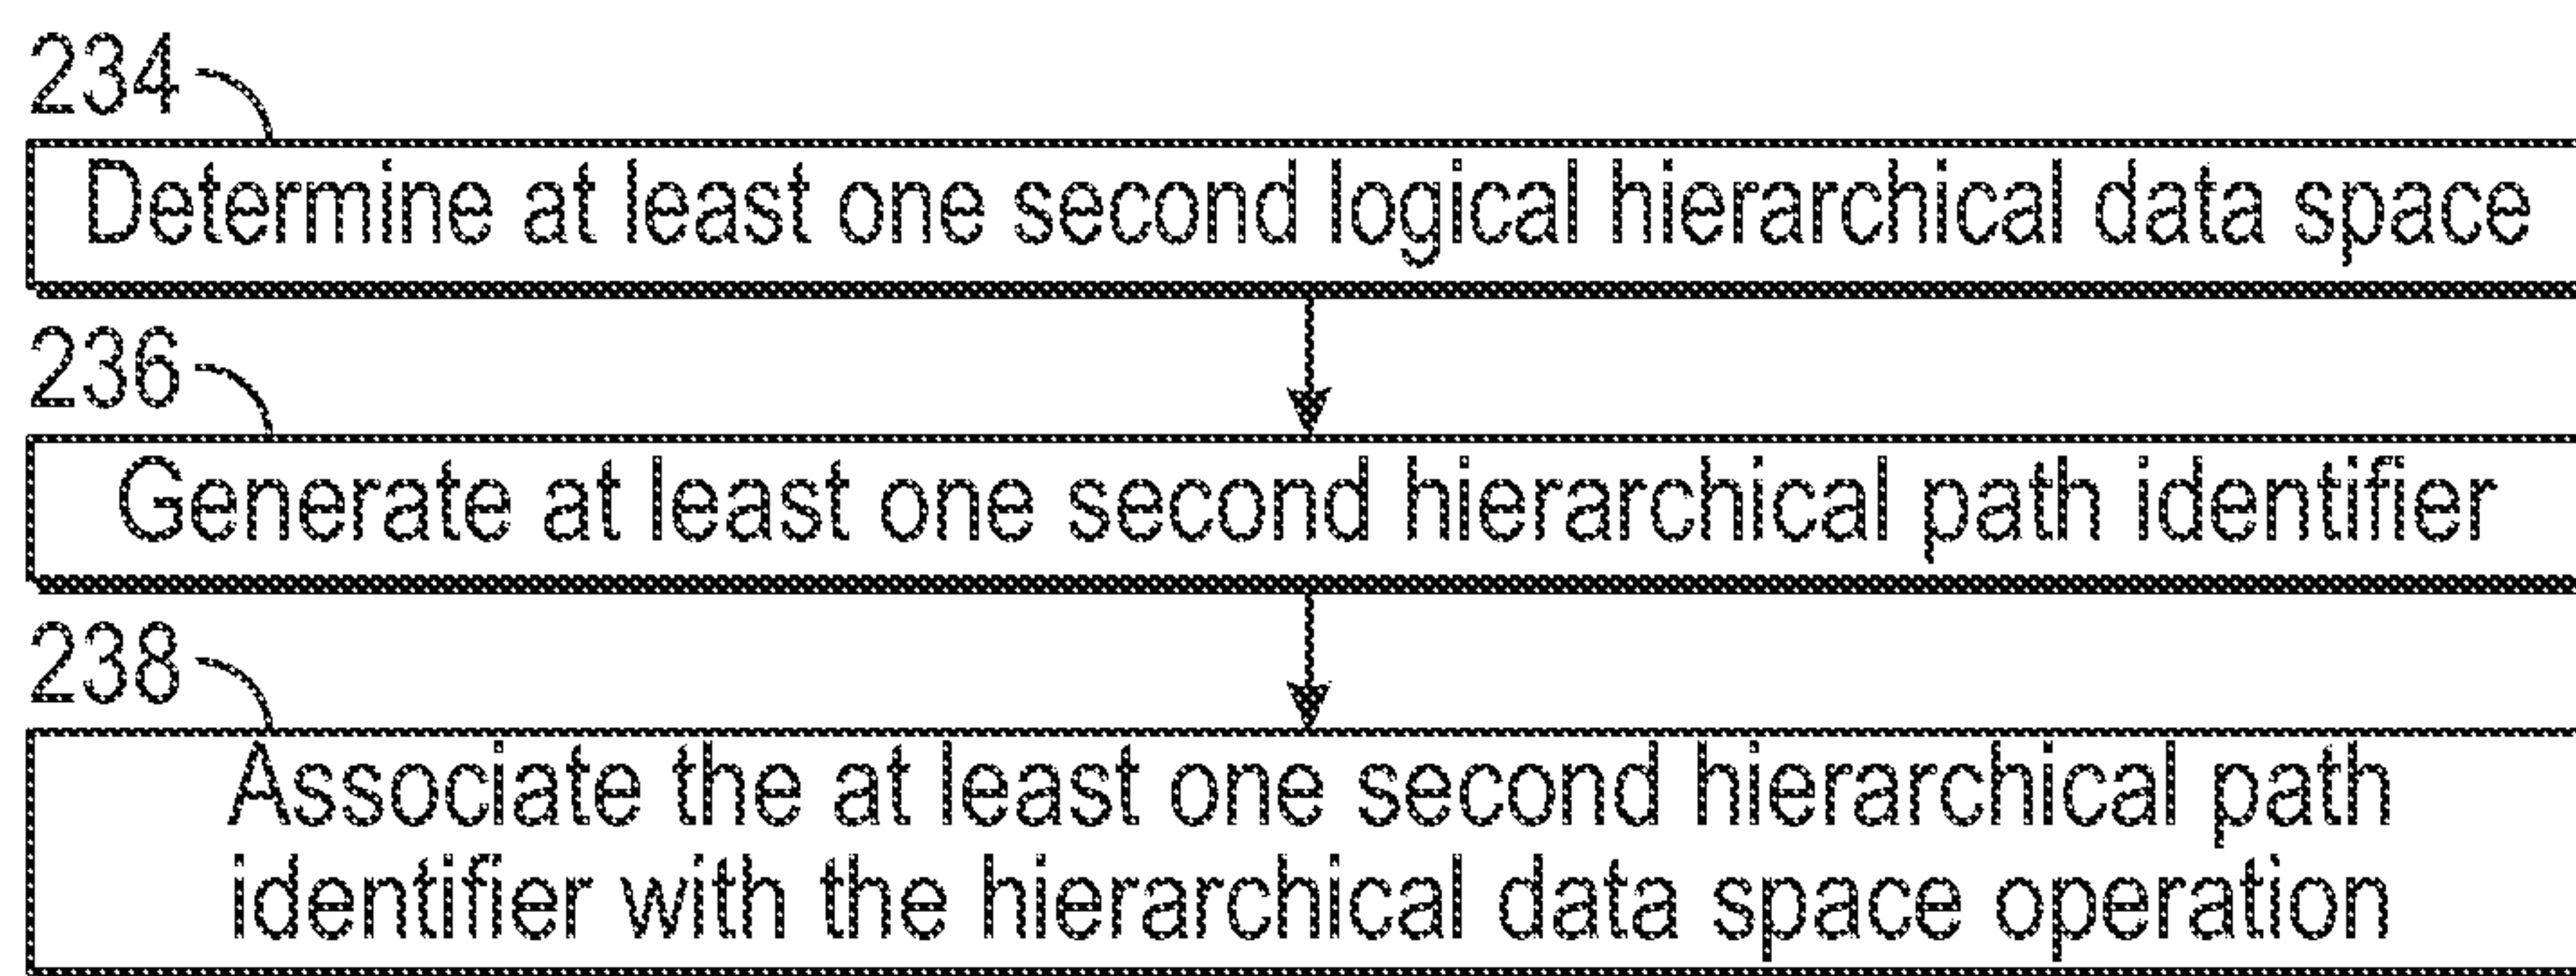 234
Determine at least one second logical hierarchical data space
236
Generate at least one second hierarchical path identifier
238
Associate the at least one second hierarchical path
identifier with the hierarchical data space operation